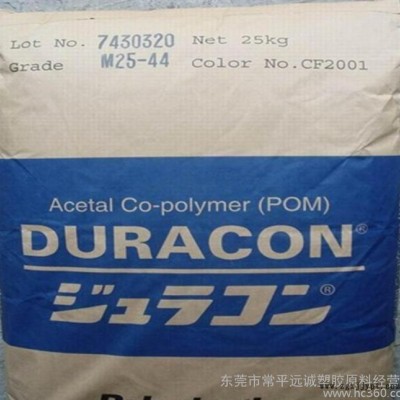 Lot No. 7430320 Net 25kg
Grade M25-44 Color No.CF2001
Acetal Co-polymer (POM)
DURACON®
ジュラコン®
东莞市常平远诚塑胶原料经营
www.hc360.com